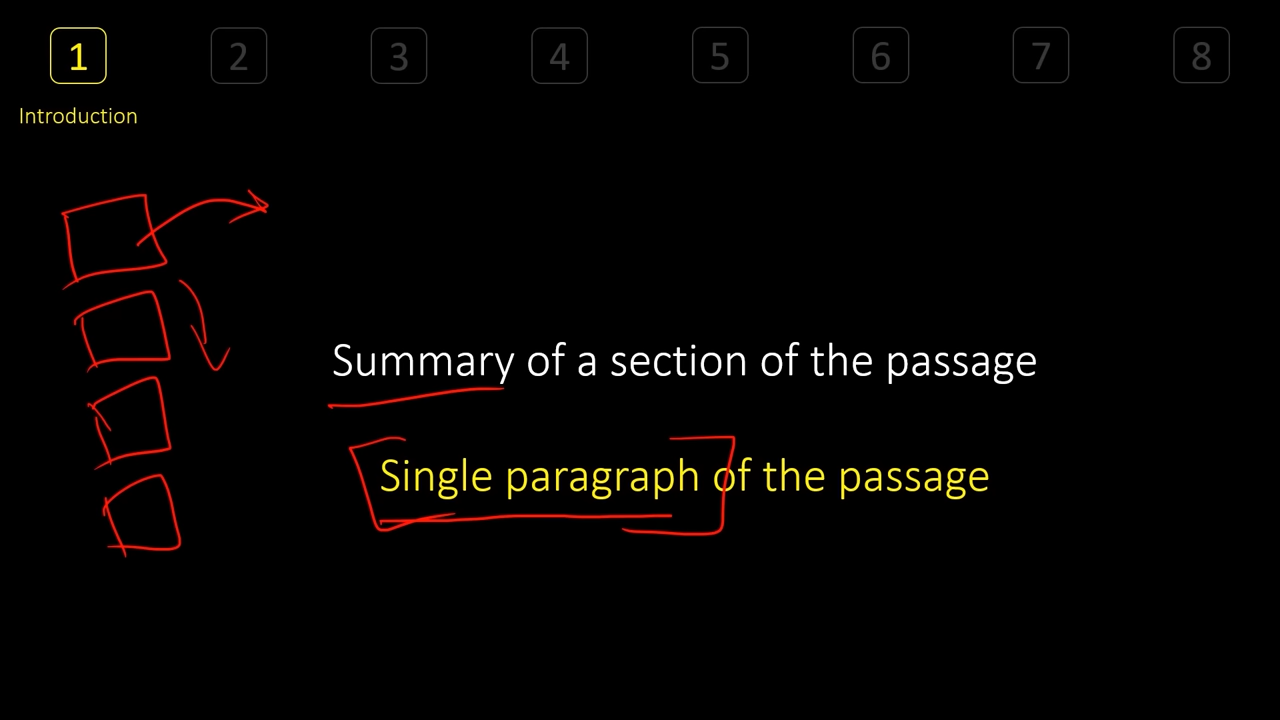 1 2 3 4 5 6 7 8
Introduction
Summary of a section of the passage
Single paragraph of the passage